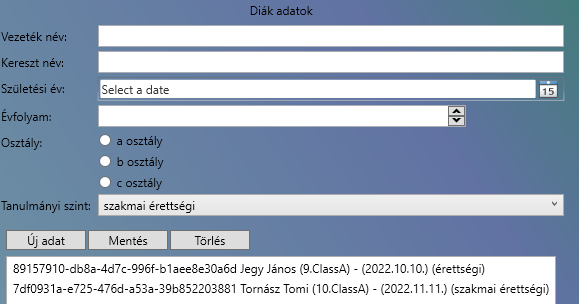 Diák adatok
Vezeték név:
Kereszt név:
Születési év: Select a date 15
Évfolyam:
Osztály: a osztály
b osztály
c osztály
Tanulmányi szint: szakmai érettségi
Új adat Mentés Törlés
89157910-db8a-4d7c-996f-b1aee8e30a6d Jegy János (9.ClassA) - (2022.10.10.) (érettségi)
7df0931a-e725-476d-a53a-39b852203881 Tornász Tomi (10.ClassA) - (2022.11.11.) (szakmai érettségi)